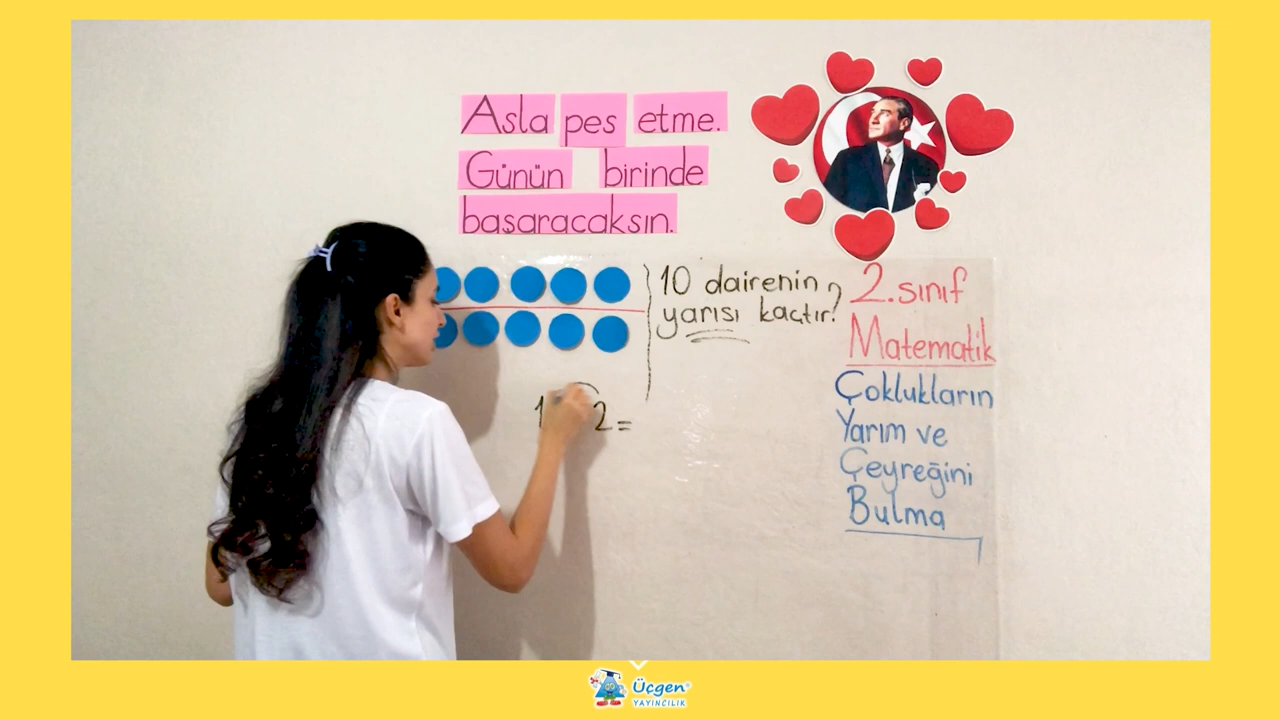 Asla pes etme.
Günün birinde
başaracaksın.
10 dairenin
yarısı kaçtır?
2 =
2. sınıf
Matematik
Çoklukların
Yarım ve
Çeyreğini
Bulma
Üçgen
YAYINCILIK